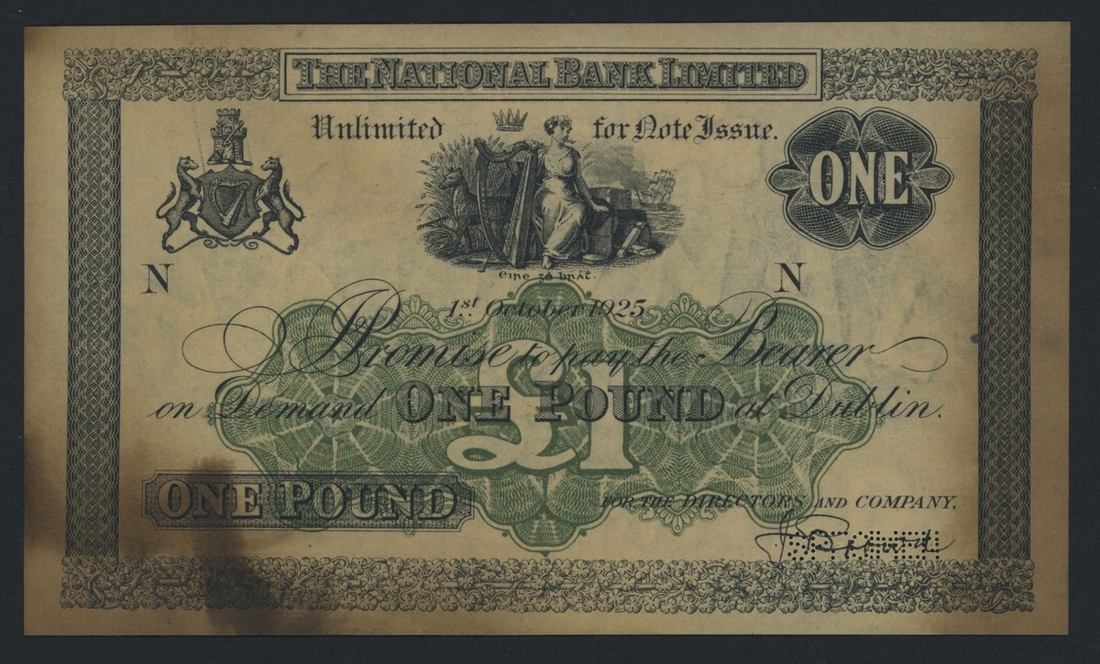 THE NATIONAL BANK LIMITED
Unlimited for Note Issue.
ONE
N N
1st. October 1925
I Promise to pay the Bearer
on Demand ONE POUND at Dublin.
£1
ONE POUND
FOR THE DIRECTORS AND COMPANY,